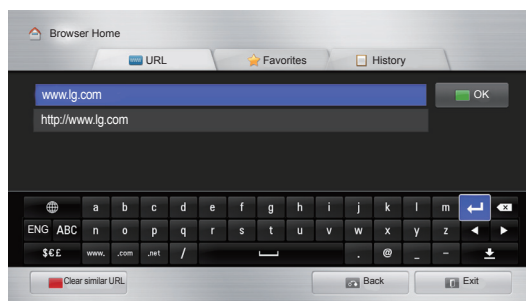 Browser Home
URL Favorites History
www.lg.com OK
http://www.lg.com
a b c d e f g h i j k l m
ENG ABC n o p q r s t u v w x y z
$€£ www. .com .net / . @ _ -
Clear similar URL Back Exit